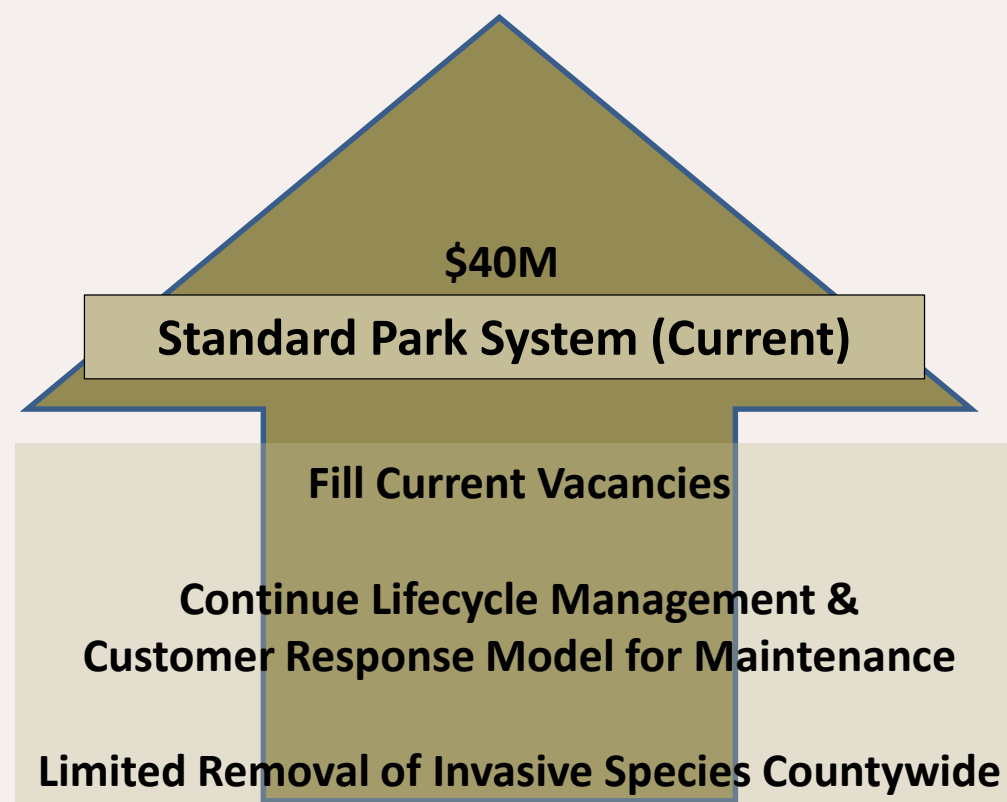 $40M
Standard Park System (Current)
Fill Current Vacancies
Continue Lifecycle Management &
Customer Response Model for Maintenance
Limited Removal of Invasive Species Countywide